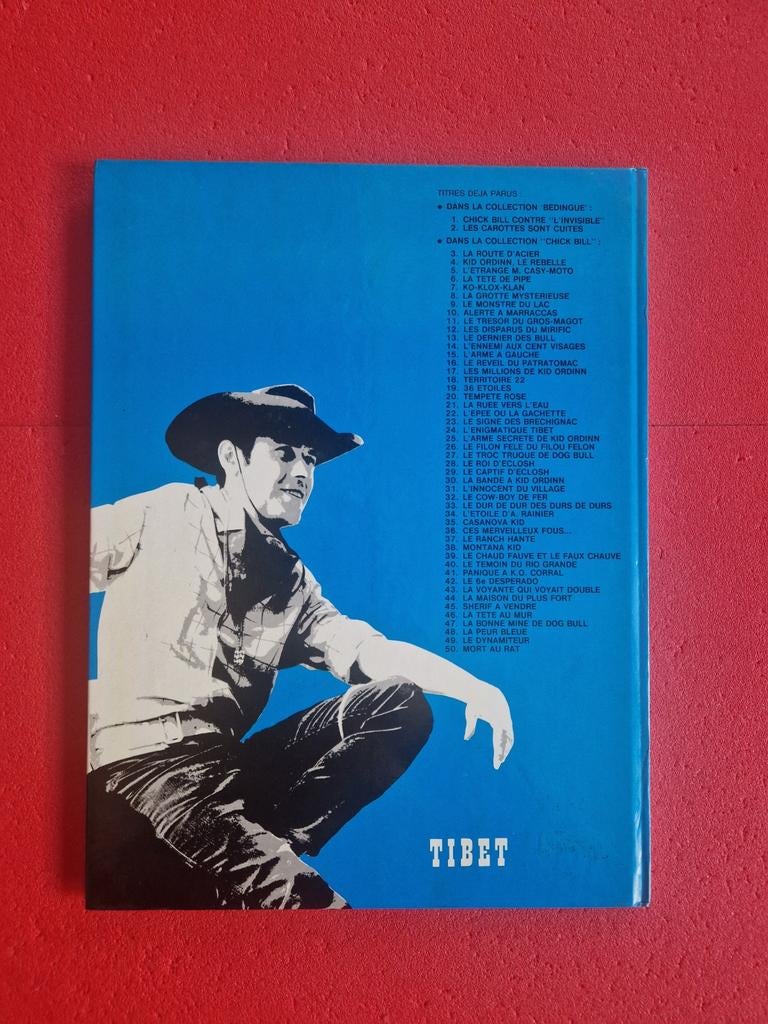 TITRES DEJA PARUS :
● DANS LA COLLECTION 'BEDINGUE' :
1. CHICK BILL CONTRE "L'INVISIBLE"
2. LES CAROTTES SONT CUITES
● DANS LA COLLECTION "CHICK BILL" :
3. LA ROUTE D'ACIER
4. KID ORDINN, LE REBELLE
5. L'ETRANGE M. CASY-MOTO
6. LA TETE DE PIPE
7. KO-KLOX-KLAN
8. LA GROTTE MYSTERIEUSE
9. LE MONSTRE DU LAC
10. ALERTE A MARRACCAS
11. LE TRESOR DU GROS-MAGOT
12. LES DISPARUS DU MIRIFIC
13. LE DERNIER DES BULL
14. L'ENNEMI AUX CENT VISAGES
15. L'ARME A GAUCHE
16. LE REVEIL DU PATRATOMAC
17. LES MILLIONS DE KID ORDINN
18. TERRITOIRE 22
19. 36 ETOILES
20. TEMPETE ROSE
21. LA RUEE VERS L'EAU
22. L'EPEE OU LA GACHETTE
23. LE SIGNE DES BRECHIGNAC
24. L'ENIGMATIQUE TIBET
25. L'ARME SECRETE DE KID ORDINN
26. LE FILON FELE DU FILOU FELON
27. LE TROC TRUQUE DE DOG BULL
28. LE ROI D'ECLOSH
29. LE CAPTIF D'ECLOSH
30. LA BANDE A KID ORDINN
31. L'INNOCENT DU VILLAGE
32. LE COW-BOY DE FER
33. LE DUR DE DUR DES DURS DE DURS
34. L'ETOILE D'A. RAINIER
35. CASANOVA KID
36. CES MERVEILLEUX FOUS...
37. LE RANCH HANTE
38. MONTANA KID
39. LE CHAUD FAUVE ET LE FAUX CHAUVE
40. LE TEMOIN DU RIO GRANDE
41. PANIQUE A K.O. CORRAL
42. LE 6e DESPERADO
43. LA VOYANTE QUI VOYAIT DOUBLE
44. LA MAISON DU PLUS FORT
45. SHERIF A VENDRE
46. LA TETE AU MUR
47. LA BONNE MINE DE DOG BULL
48. LA PEUR BLEUE
49. LE DYNAMITEUR
50. MORT AU RAT
TIBET